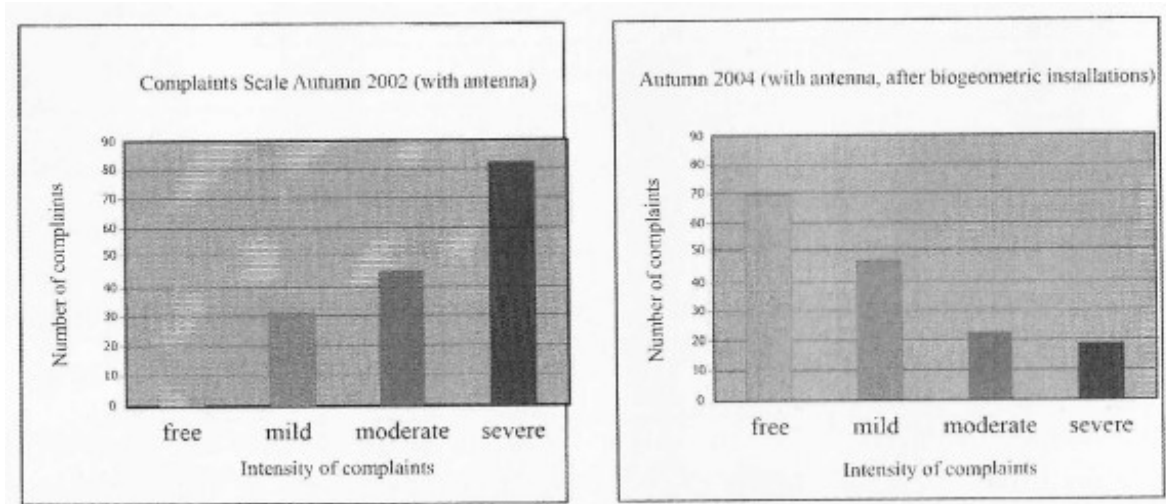 Complaints Scale Autumn 2002 (with antenna)
Number of complaints
90
80
70
60
50
40
30
20
10
0
free mild moderate severe
Intensity of complaints
Autumn 2004 (with antenna, after biogeometric installations)
Number of complaints
90
80
70
60
50
40
30
20
10
0
free mild moderate severe
Intensity of complaints